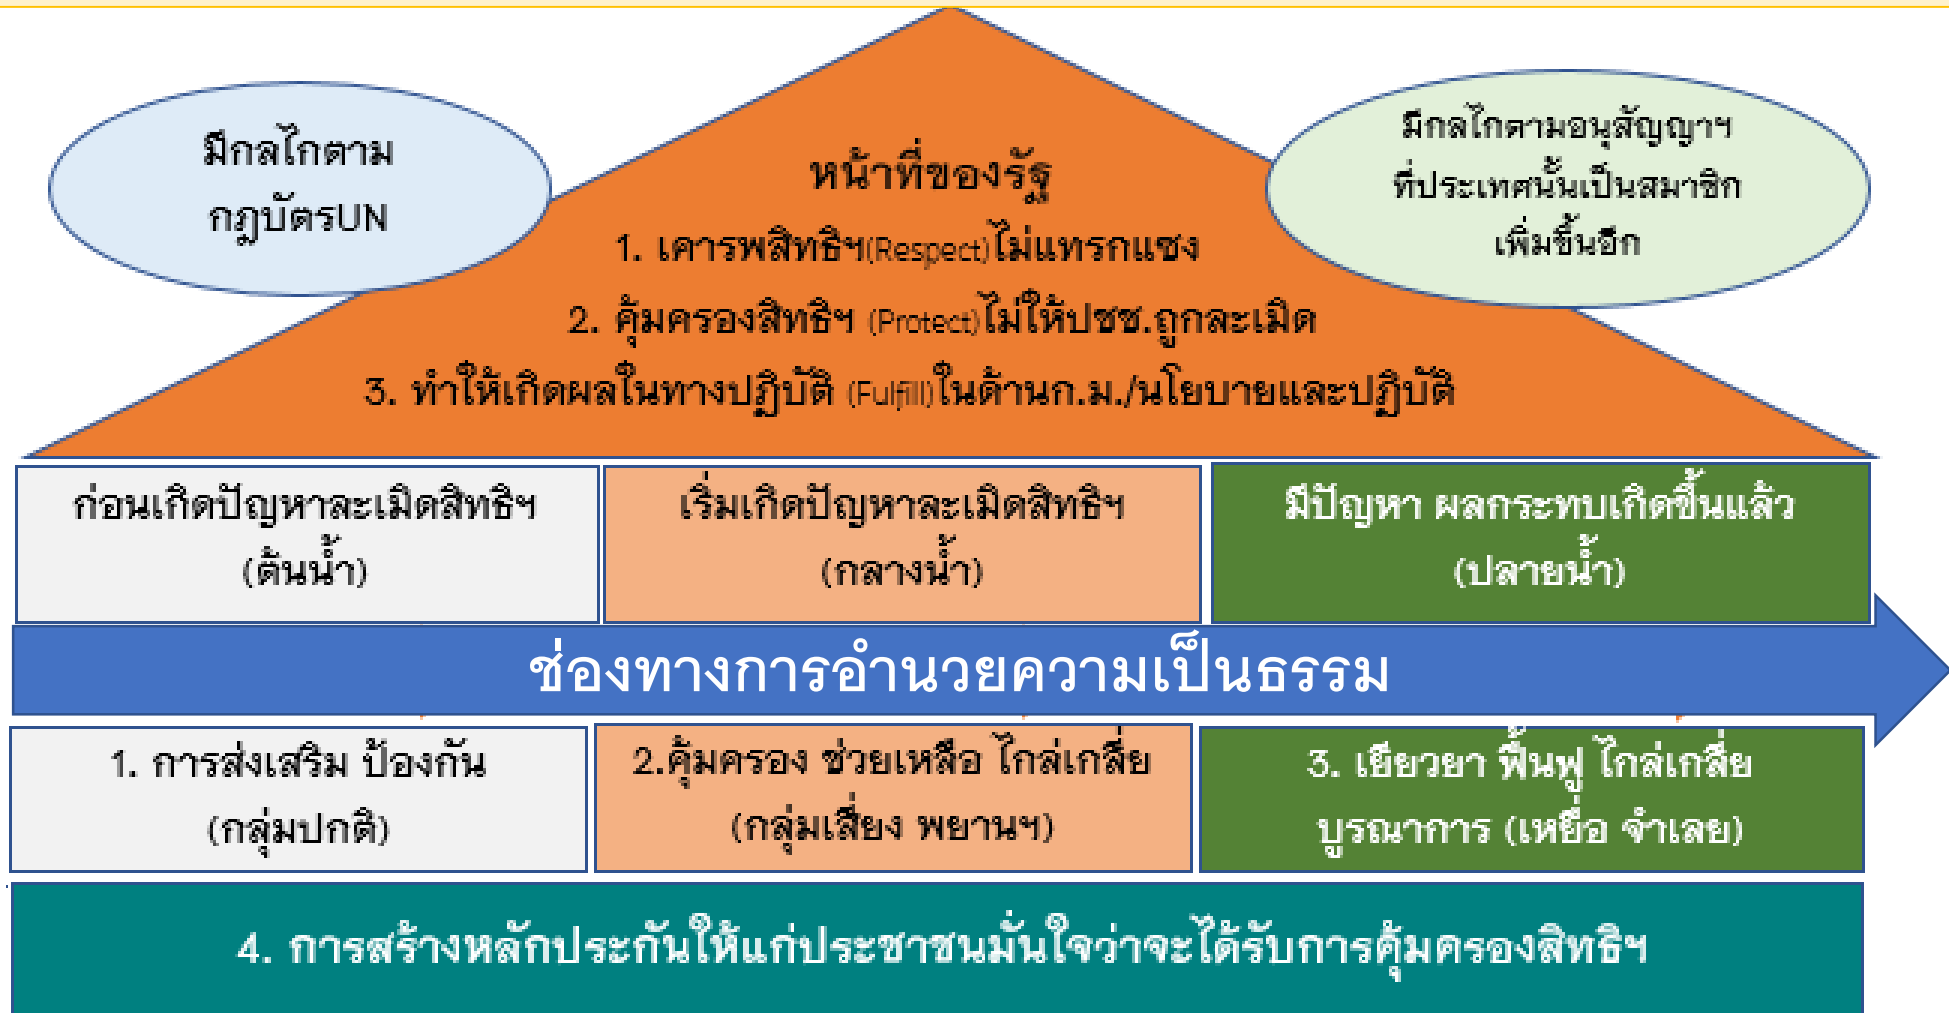 มีกลไกตาม
กฎบัตรUN
หน้าที่ของรัฐ
1. เคารพสิทธิฯ(Respect)ไม่แทรกแซง
2. คุ้มครองสิทธิฯ (Protect)ไม่ให้ปชช.ถูกละเมิด
3. ทำให้เกิดผลในทางปฏิบัติ (Fulfill)ในด้านก.ม./นโยบายและปฏิบัติ
มีกลไกตามอนุสัญญาฯ
ที่ประเทศนั้นเป็นสมาชิก
เพิ่มขึ้นอีก
ก่อนเกิดปัญหาละเมิดสิทธิฯ
(ต้นน้ำ)
เริ่มเกิดปัญหาละเมิดสิทธิฯ
(กลางน้ำ)
มีปัญหา ผลกระทบเกิดขึ้นแล้ว
(ปลายน้ำ)
ช่องทางการอำนวยความเป็นธรรม
1. การส่งเสริม ป้องกัน
(กลุ่มปกติ)
2.คุ้มครอง ช่วยเหลือ ไกล่เกลี่ย
(กลุ่มเสี่ยง พยานฯ)
3. เยียวยา ฟื้นฟู ไกล่เกลี่ย
บูรณาการ (เหยื่อ จำเลย)
4. การสร้างหลักประกันให้แก่ประชาชนมั่นใจว่าจะได้รับการคุ้มครองสิทธิฯ